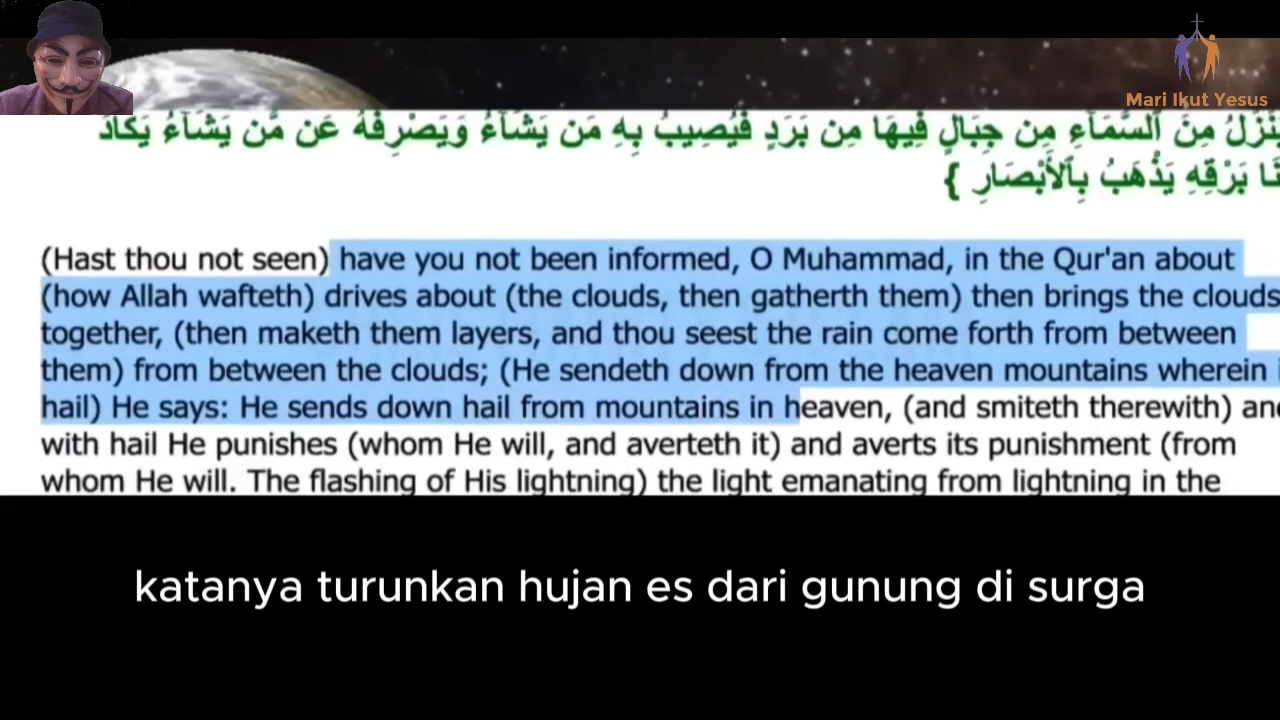 Mari Ikut Yesus
يُنَزِّلُ مِنَ ٱلسَّمَآءِ مِن جِبَالٍ فِيهَا مِن بَرَدٍ فَيُصِيبُ بِهِ مَن يَشَآءُ وَيَصْرِفُهُ عَن مَّن يَشَآءُ يَكَادُ
نَا بَرْقِهِ يَذْهَبُ بِٱلأَبْصَارِ }
(Hast thou not seen) have you not been informed, O Muhammad, in the Qur'an about
(how Allah wafteth) drives about (the clouds, then gatherth them) then brings the clouds
together, (then maketh them layers, and thou seest the rain come forth from between
them) from between the clouds; (He sendeth down from the heaven mountains wherein i
hail) He says: He sends down hail from mountains in heaven, (and smiteth therewith) and
with hail He punishes (whom He will, and averteth it) and averts its punishment (from
whom He will. The flashing of His lightning) the light emanating from lightning in the
katanya turunkan hujan es dari gunung di surga